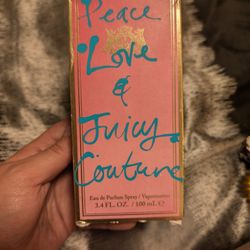 Peace
Love
&
Juicy
Couture
Eau de Parfum Spray / Vaporisateur
3.4 FL. OZ. / 100 mL ℮